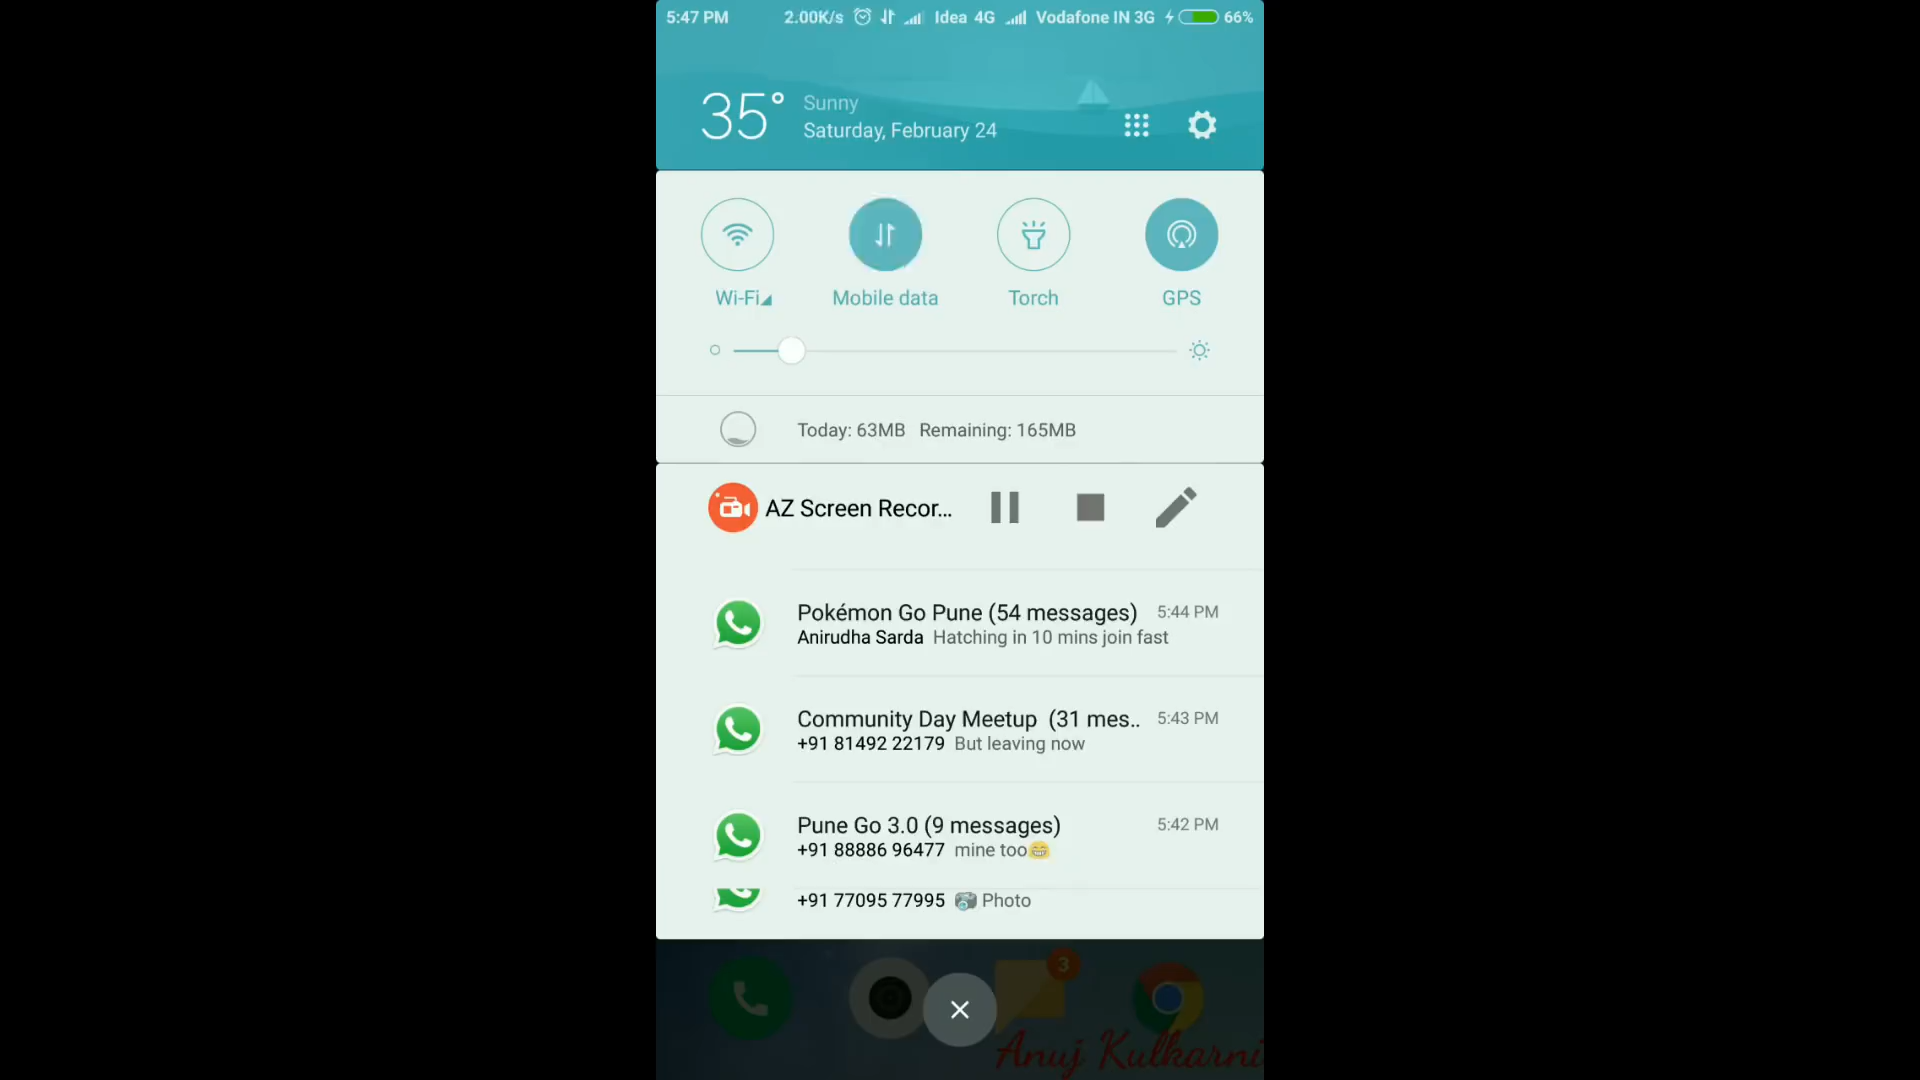 5:47 PM 2.00K/s Idea 4G Vodafone IN 3G 66%
35° Sunny
Saturday, February 24
Wi-Fi Mobile data Torch GPS
Today: 63MB Remaining: 165MB
AZ Screen Recor...
Pokémon Go Pune (54 messages) 5:44 PM
Anirudha Sarda Hatching in 10 mins join fast
Community Day Meetup (31 mes.. 5:43 PM
+91 81492 22179 But leaving now
Pune Go 3.0 (9 messages) 5:42 PM
+91 88886 96477 mine too😁
+91 77095 77995 📷 Photo
3
Anuj Kulkarni